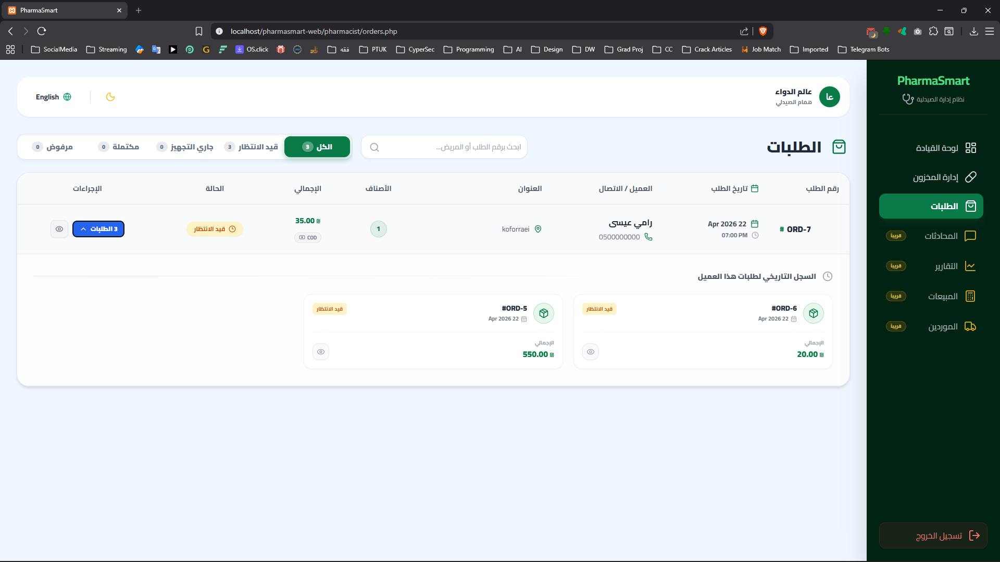 PharmaSmart
localhost/pharmasmart-web/pharmacist/orders.php
SocialMedia
Streaming
OS.click
فقه
PTUK
CyperSec
Programming
AI
Design
DW
Grad Proj
CC
Crack Articles
Job Match
Imported
Telegram Bots
PharmaSmart
نظام إدارة الصيدلية
لوحة القيادة
إدارة المخزون
الطلبات
المحادثات قريباً
التقارير قريباً
المبيعات قريباً
الموردين قريباً
تسجيل الخروج
عا
عالم الدواء
همام الصيدلي
English
الطلبات
ابحث برقم الطلب أو المريض...
الكل 3
قيد الانتظار 3
جاري التجهيز 0
مكتملة 0
مرفوض 0
رقم الطلب تاريخ الطلب العميل / الاتصال العنوان الأصناف الإجمالي الحالة الإجراءات
# ORD-7
22 Apr 2026
07:00 PM
رامي عيسى
0500000000
koforraei
1
35.00 ₪
COD
قيد الانتظار
3 الطلبات
السجل التاريخي لطلبات هذا العميل
#ORD-6
22 Apr 2026
قيد الانتظار
الإجمالي
20.00 ₪
#ORD-5
22 Apr 2026
قيد الانتظار
الإجمالي
550.00 ₪